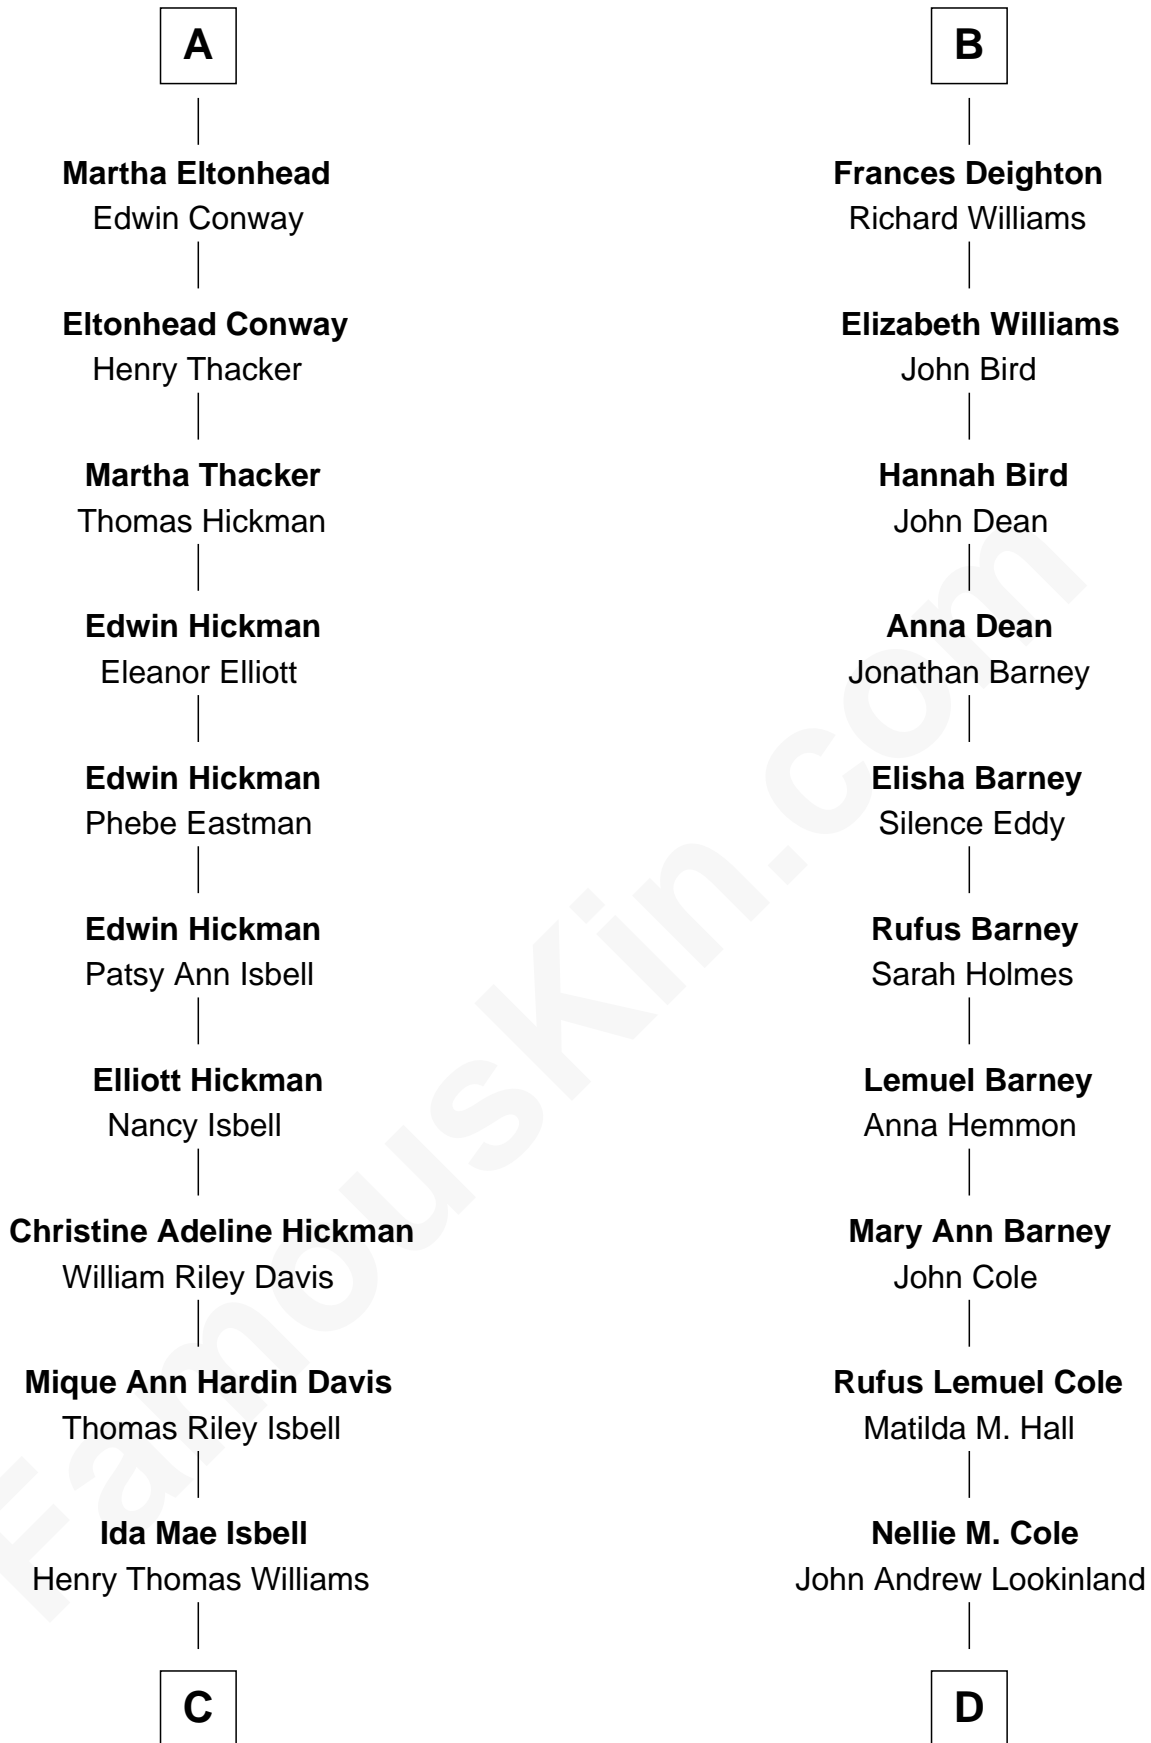 A
Martha Eltonhead
Edwin Conway
Eltonhead Conway
Henry Thacker
Martha Thacker
Thomas Hickman
Edwin Hickman
Eleanor Elliott
Edwin Hickman
Phebe Eastman
Edwin Hickman
Patsy Ann Isbell
Elliott Hickman
Nancy Isbell
Christine Adeline Hickman
William Riley Davis
Mique Ann Hardin Davis
Thomas Riley Isbell
Ida Mae Isbell
Henry Thomas Williams
C
B
Frances Deighton
Richard Williams
Elizabeth Williams
John Bird
Hannah Bird
John Dean
Anna Dean
Jonathan Barney
Elisha Barney
Silence Eddy
Rufus Barney
Sarah Holmes
Lemuel Barney
Anna Hemmon
Mary Ann Barney
John Cole
Rufus Lemuel Cole
Matilda M. Hall
Nellie M. Cole
John Andrew Lookinland
D
FamousKin.com